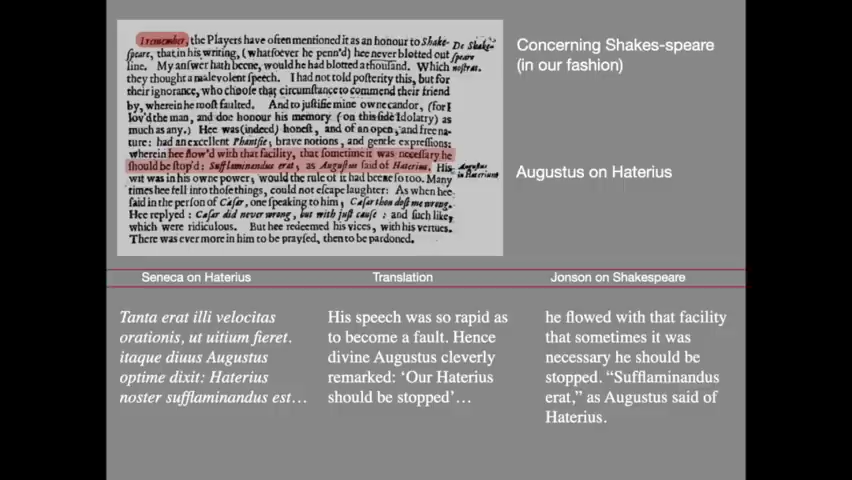 I remember, the Players have often mentioned it as an honour to Shake-
speare, that in his writing, (whatsoever he penn'd) hee never blotted out
line. My answer hath beene, would he had blotted a thousand. Which
they thought a malevolent speech. I had not told posterity this, but for
their ignorance, who choose that circumstance to commend their friend
by, wherein he most faulted. And to justifie mine owne candor, (for I
lov'd the man, and doe honour his memory (on this side Idolatry) as
much as any.) Hee was (indeed) honest, and of an open, and free na-
ture: had an excellent Phantsie; brave notions, and gentle expressions:
wherein hee flow'd with that facility, that sometime it was necessary he
should be stop'd: Sufflaminandus erat; as Augustus said of Haterius. His
wit was in his owne power; would the rule of it had beene so too. Many
times hee fell into those things, could not escape laughter: As when hee
said in the person of Cæsar, one speaking to him; Cæsar thou dost me wrong.
Hee replyed: Cæsar did never wrong, but with just cause: and such like;
which were ridiculous. But hee redeemed his vices, with his vertues.
There was ever more in him to be praysed, then to be pardoned.
De Shake-
speare
nostrat.
Augustus
in Haterium
Concerning Shakes-speare
(in our fashion)
Augustus on Haterius
Seneca on Haterius
Tanta erat illi velocitas
orationis, ut uitium fieret.
itaque diuus Augustus
optime dixit: Haterius
noster sufflaminandus est…
Translation
His speech was so rapid as
to become a fault. Hence
divine Augustus cleverly
remarked: ‘Our Haterius
should be stopped’…
Jonson on Shakespeare
he flowed with that facility
that sometimes it was
necessary he should be
stopped. “Sufflaminandus
erat,” as Augustus said of
Haterius.